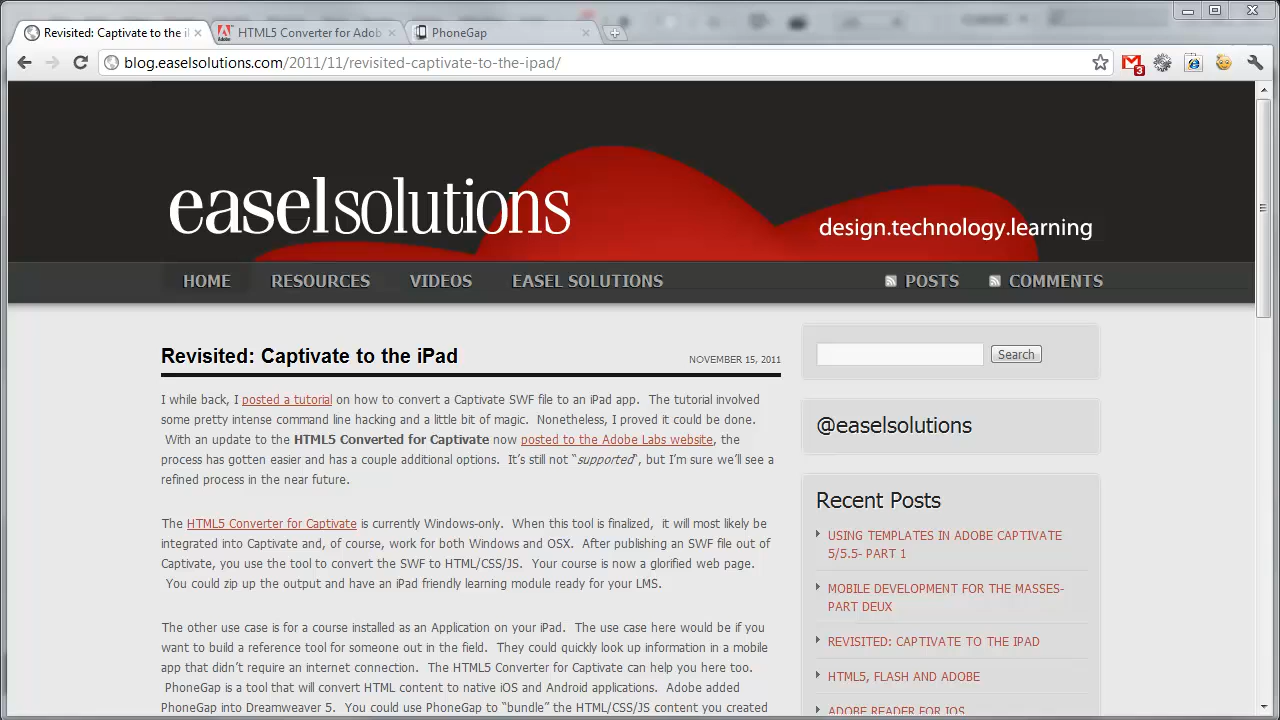 Revisited: Captivate to the i
HTML5 Converter for Adob
PhoneGap
blog.easelsolutions.com/2011/11/revisited-captivate-to-the-ipad/
3
easelsolutions
design.technology.learning
HOME RESOURCES VIDEOS EASEL SOLUTIONS POSTS COMMENTS
Revisited: Captivate to the iPad
NOVEMBER 15, 2011
I while back, I posted a tutorial on how to convert a Captivate SWF file to an iPad app. The tutorial involved
some pretty intense command line hacking and a little bit of magic. Nonetheless, I proved it could be done.
With an update to the HTML5 Converted for Captivate now posted to the Adobe Labs website, the
process has gotten easier and has a couple additional options. It's still not "supported", but I'm sure we'll see a
refined process in the near future.
The HTML5 Converter for Captivate is currently Windows-only. When this tool is finalized, it will most likely be
integrated into Captivate and, of course, work for both Windows and OSX. After publishing an SWF file out of
Captivate, you use the tool to convert the SWF to HTML/CSS/JS. Your course is now a glorified web page.
You could zip up the output and have an iPad friendly learning module ready for your LMS.
The other use case is for a course installed as an Application on your iPad. The use case here would be if you
want to build a reference tool for someone out in the field. They could quickly look up information in a mobile
app that didn't require an internet connection. The HTML5 Converter for Captivate can help you here too.
PhoneGap is a tool that will convert HTML content to native iOS and Android applications. Adobe added
PhoneGap into Dreamweaver 5. You could use PhoneGap to "bundle" the HTML/CSS/JS content you created
Search
@easelsolutions
Recent Posts
USING TEMPLATES IN ADOBE CAPTIVATE
5/5.5- PART 1
MOBILE DEVELOPMENT FOR THE MASSES-
PART DEUX
REVISITED: CAPTIVATE TO THE IPAD
HTML5, FLASH AND ADOBE
ADOBE READER FOR IOS